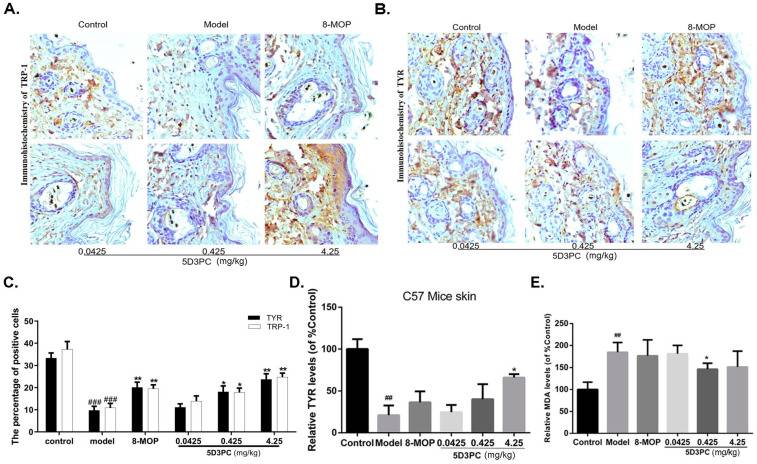 A.
Control Model 8-MOP
Immunohistochemistry of TRP-1
0.0425 0.425 4.25
5D3PC (mg/kg)
B.
Control Model 8-MOP
Immunohistochemistry of TYR
0.0425 0.425 4.25
5D3PC (mg/kg)
C.
The percentage of positive cells
50
40
30
20
10
0
TYR
TRP-1
### ### ** ** * * ** **
control model 8-MOP 0.0425 0.425 4.25
5D3PC (mg/kg)
D.
C57 Mice skin
Relative TYR levels (of %Control)
150
100
50
0
## *
Control Model 8-MOP 0.0425 0.425 4.25
5D3PC (mg/kg)
E.
Relative MDA levels (of %Control)
250
200
150
100
50
0
## *
Control Model 8-MOP 0.0425 0.425 4.25
5D3PC (mg/kg)